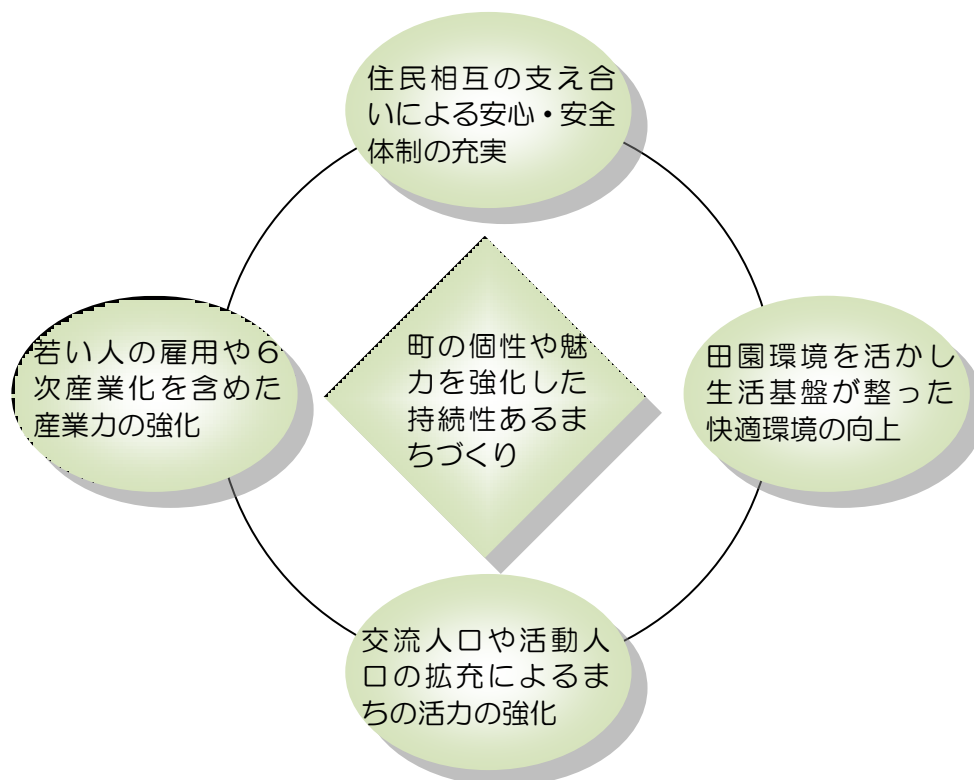 住民相互の支え合
いによる安心・安全
体制の充実
若い人の雇用や６
次産業化を含めた
産業力の強化
町の個性や魅
力を強化した
持続性あるま
ちづくり
田園環境を活かし
生活基盤が整った
快適環境の向上
交流人口や活動人
口の拡充によるま
ちの活力の強化